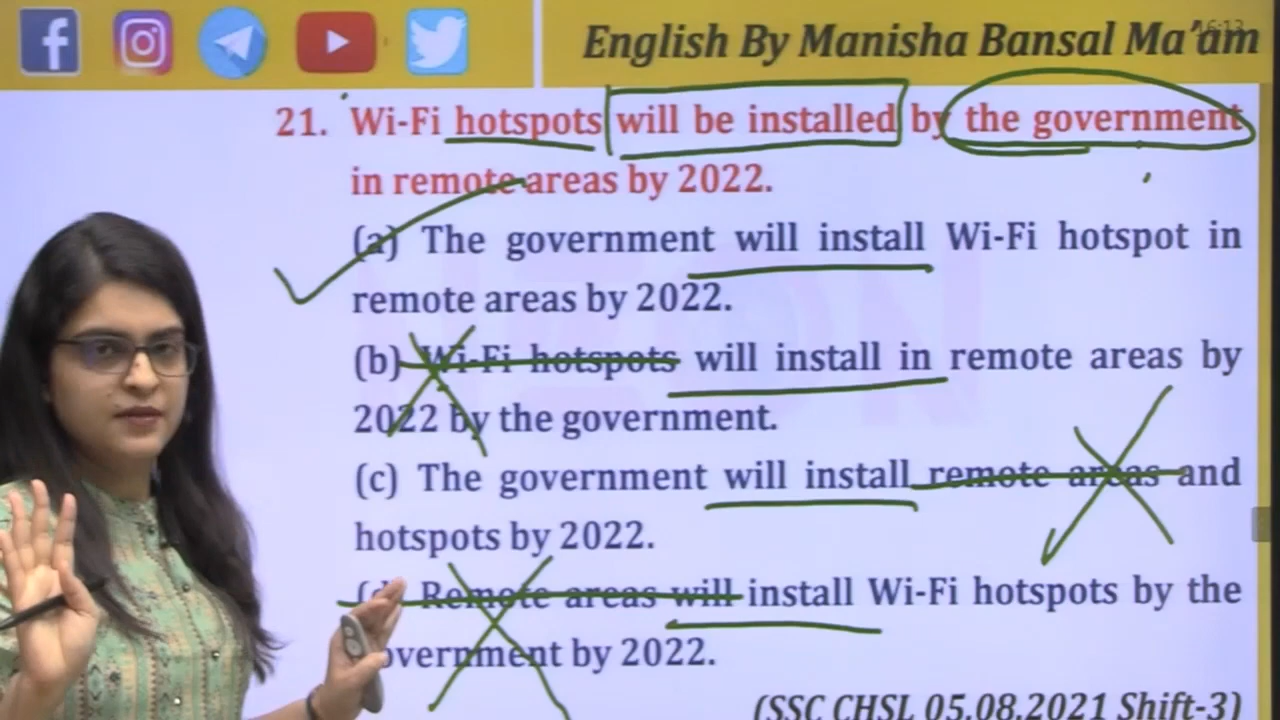 English By Manisha Bansal Ma'am
16:13
21. Wi-Fi hotspots will be installed by the government
in remote areas by 2022.
(a) The government will install Wi-Fi hotspot in
remote areas by 2022.
(b) Wi-Fi hotspots will install in remote areas by
2022 by the government.
(c) The government will install remote areas and
hotspots by 2022.
(d) Remote areas will install Wi-Fi hotspots by the
overnment by 2022.
(SSC CHSL 05.08.2021 Shift-3)